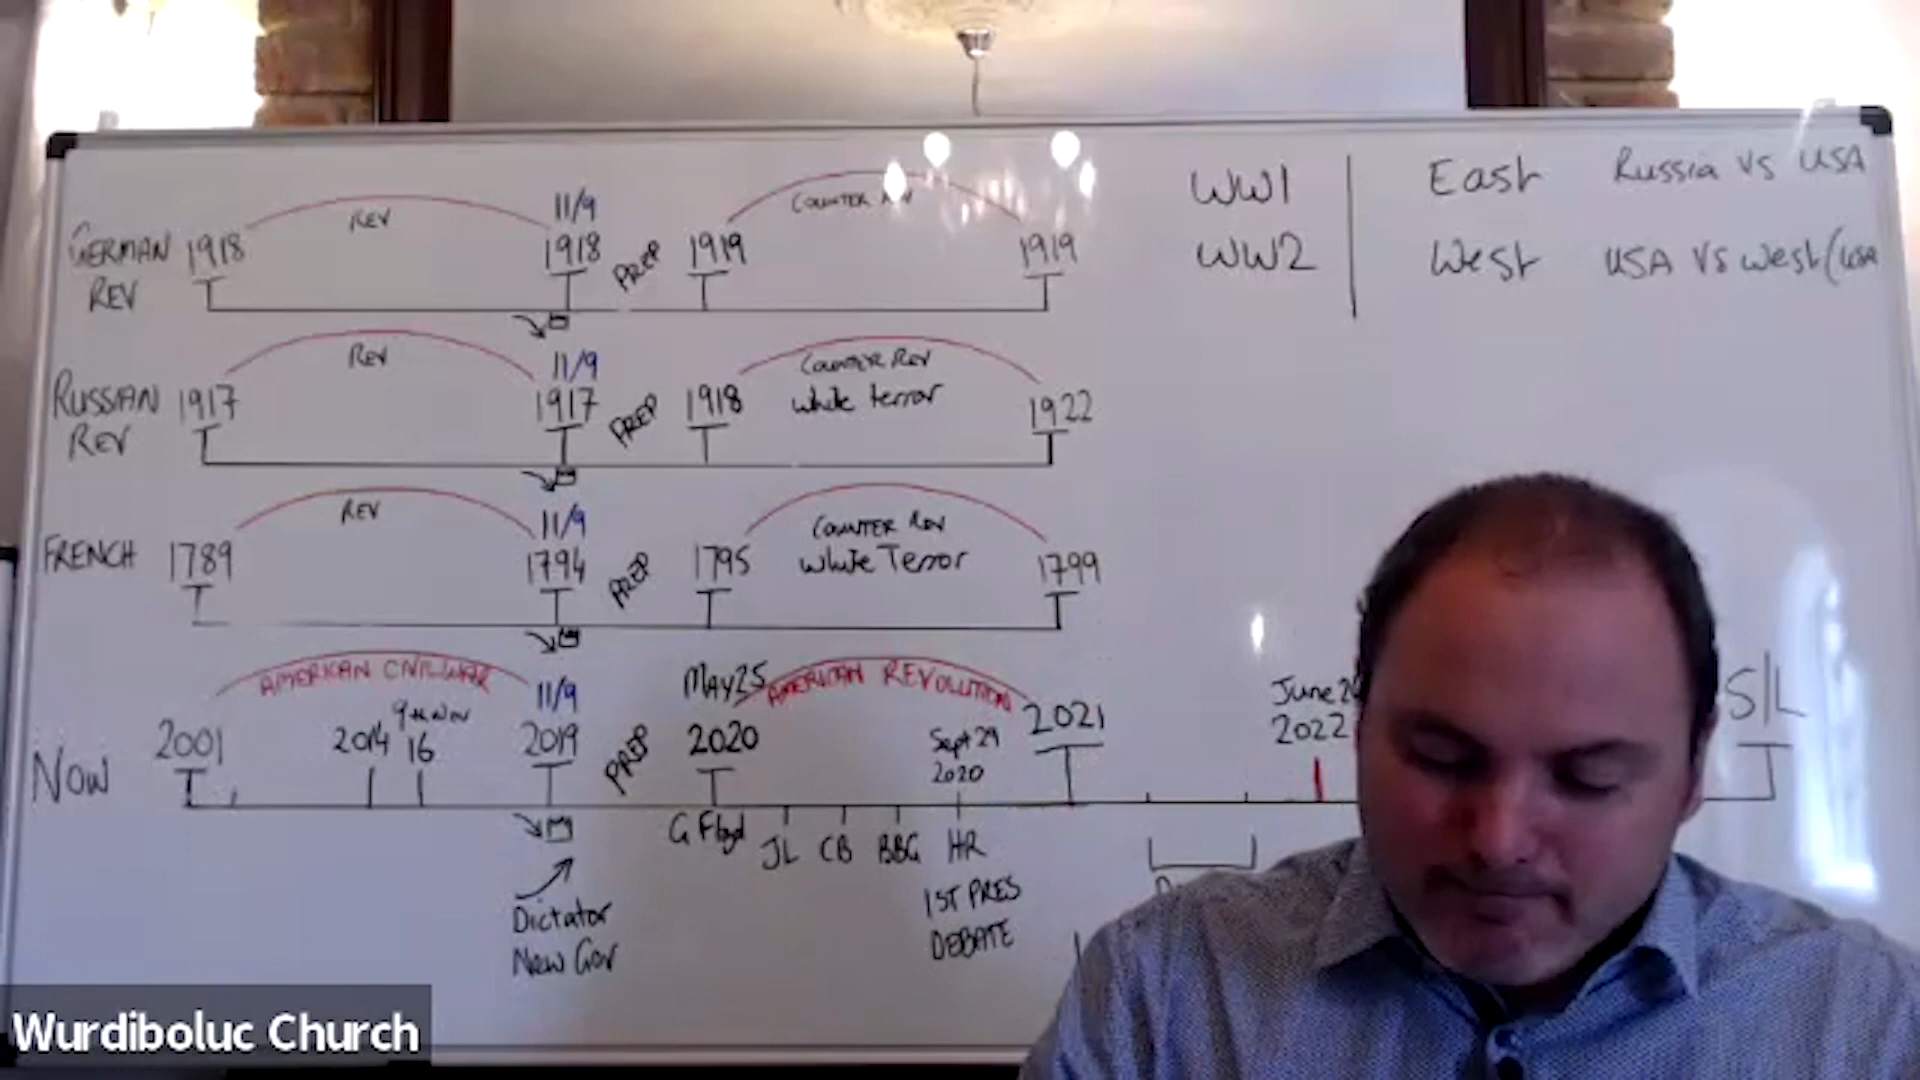 GERMAN REV
1918
REV
11/9
1918
PREP
1919
COUNTER
1919
RUSSIAN REV
1917
REV
11/9
1917
PREP
1918
COUNTER REV
white terror
1922
FRENCH
1789
REV
11/9
1794
PREP
1795
COUNTER REV
White Terror
1799
NOW
2001
AMERICAN CIVIL WAR
2014
9th Nov
16
11/9
2019
PREP
MAY25
2020
AMERICAN REVOLUTION
Sept 29
2020
2021
June
2022
S|L
G Floyd
JL
CB
BBG
HR
1ST PRES
DEBATE
Dictator
New Gov
WW1
East
Russia vs USA
WW2
West
USA vs West (USA
Wurdiboluc Church